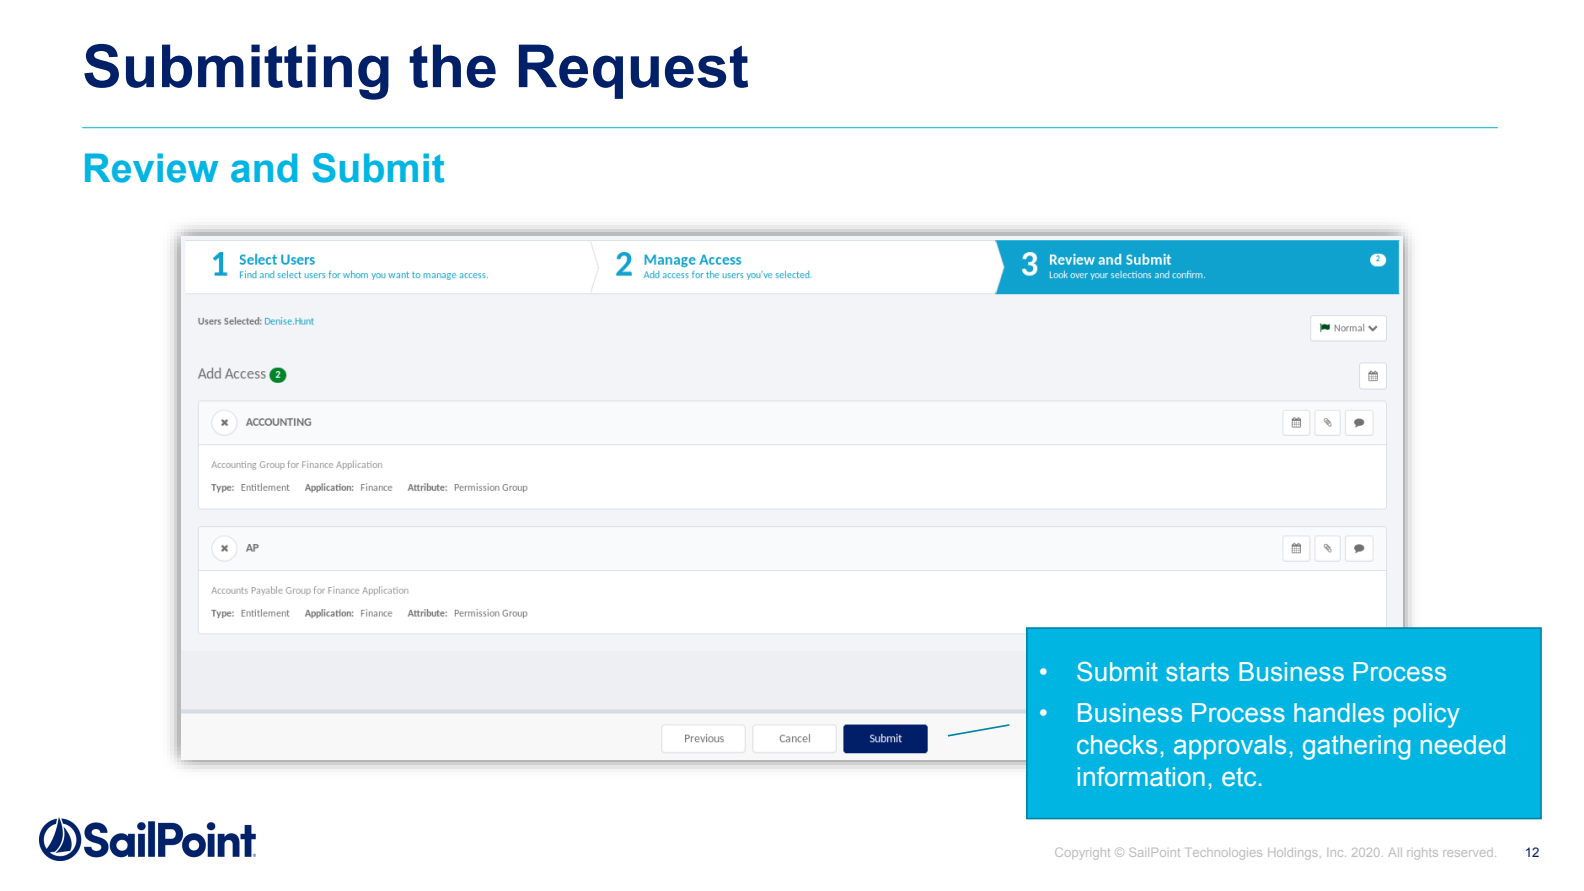 Submitting the Request
Review and Submit
1 Select Users
Find and select users for whom you want to manage access.
2 Manage Access
Add access for the users you've selected.
3 Review and Submit
Look over your selections and confirm.
2
Users Selected: Denise.Hunt
Normal
Add Access 2
ACCOUNTING
Accounting Group for Finance Application
Type: Entitlement Application: Finance Attribute: Permission Group
AP
Accounts Payable Group for Finance Application
Type: Entitlement Application: Finance Attribute: Permission Group
Previous Cancel Submit
• Submit starts Business Process
• Business Process handles policy
checks, approvals, gathering needed
information, etc.
SailPoint
Copyright © SailPoint Technologies Holdings, Inc. 2020. All rights reserved. 12